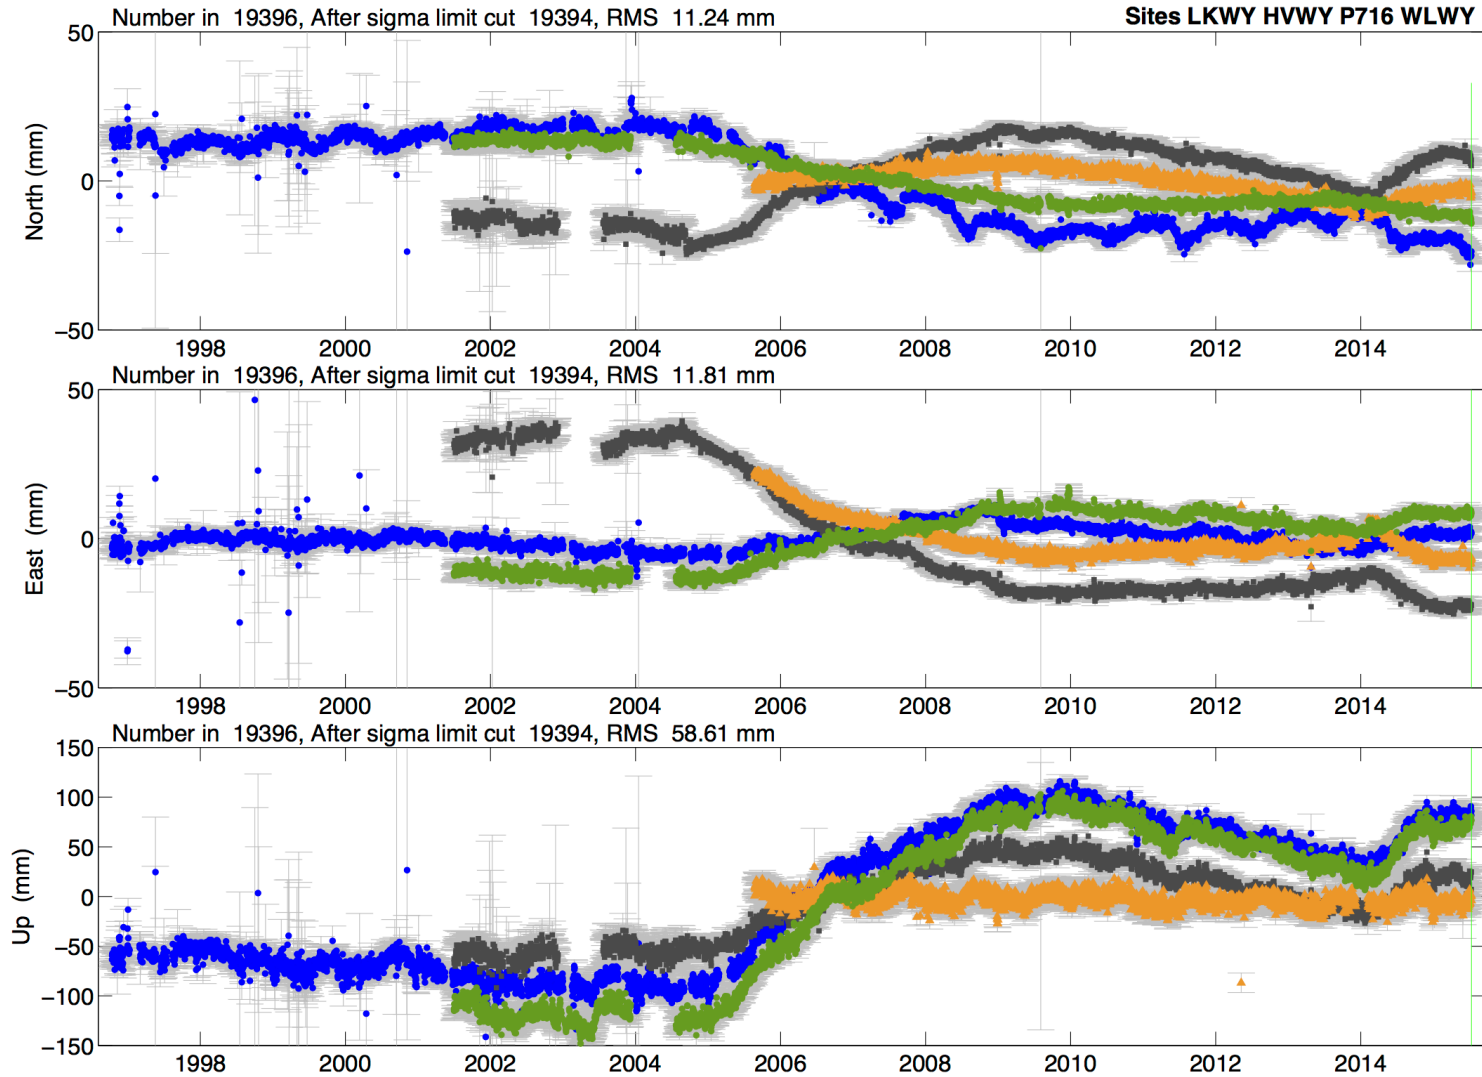 Number in 19396, After sigma limit cut 19394, RMS 11.24 mm
Sites LKWY HVWY P716 WLWY
50
0
−50
North (mm)
1998 2000 2002 2004 2006 2008 2010 2012 2014
Number in 19396, After sigma limit cut 19394, RMS 11.81 mm
50
0
−50
East (mm)
1998 2000 2002 2004 2006 2008 2010 2012 2014
Number in 19396, After sigma limit cut 19394, RMS 58.61 mm
150
100
50
0
−50
−100
−150
Up (mm)
1998 2000 2002 2004 2006 2008 2010 2012 2014